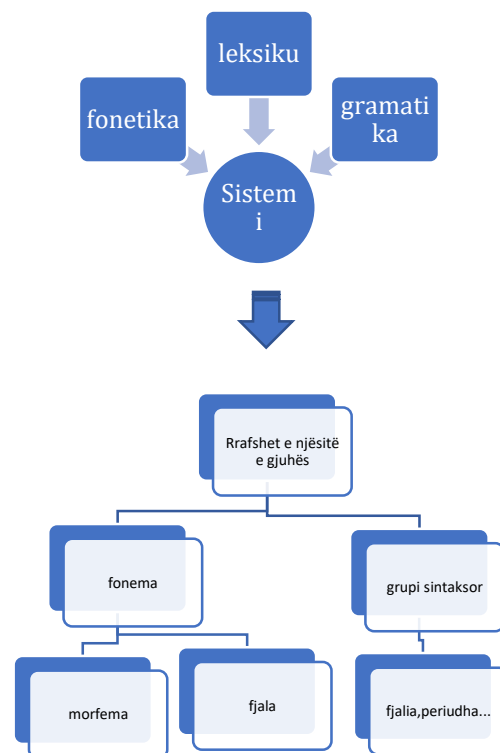 leksiku
fonetika
gramati
ka
Sistem
i
Rrafshet e njësitë
e gjuhës
fonema
grupi sintaksor
morfema
fjala
fjalia,periudha...